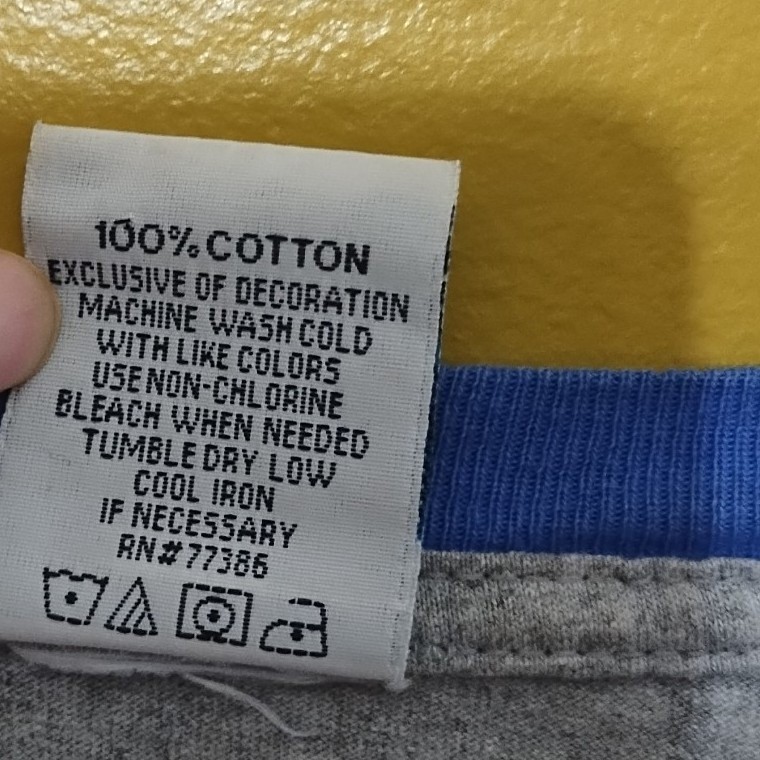 100% COTTON
EXCLUSIVE OF DECORATION
MACHINE WASH COLD
WITH LIKE COLORS
USE NON-CHLORINE
BLEACH WHEN NEEDED
TUMBLE DRY LOW
COOL IRON
IF NECESSARY
RN#77386